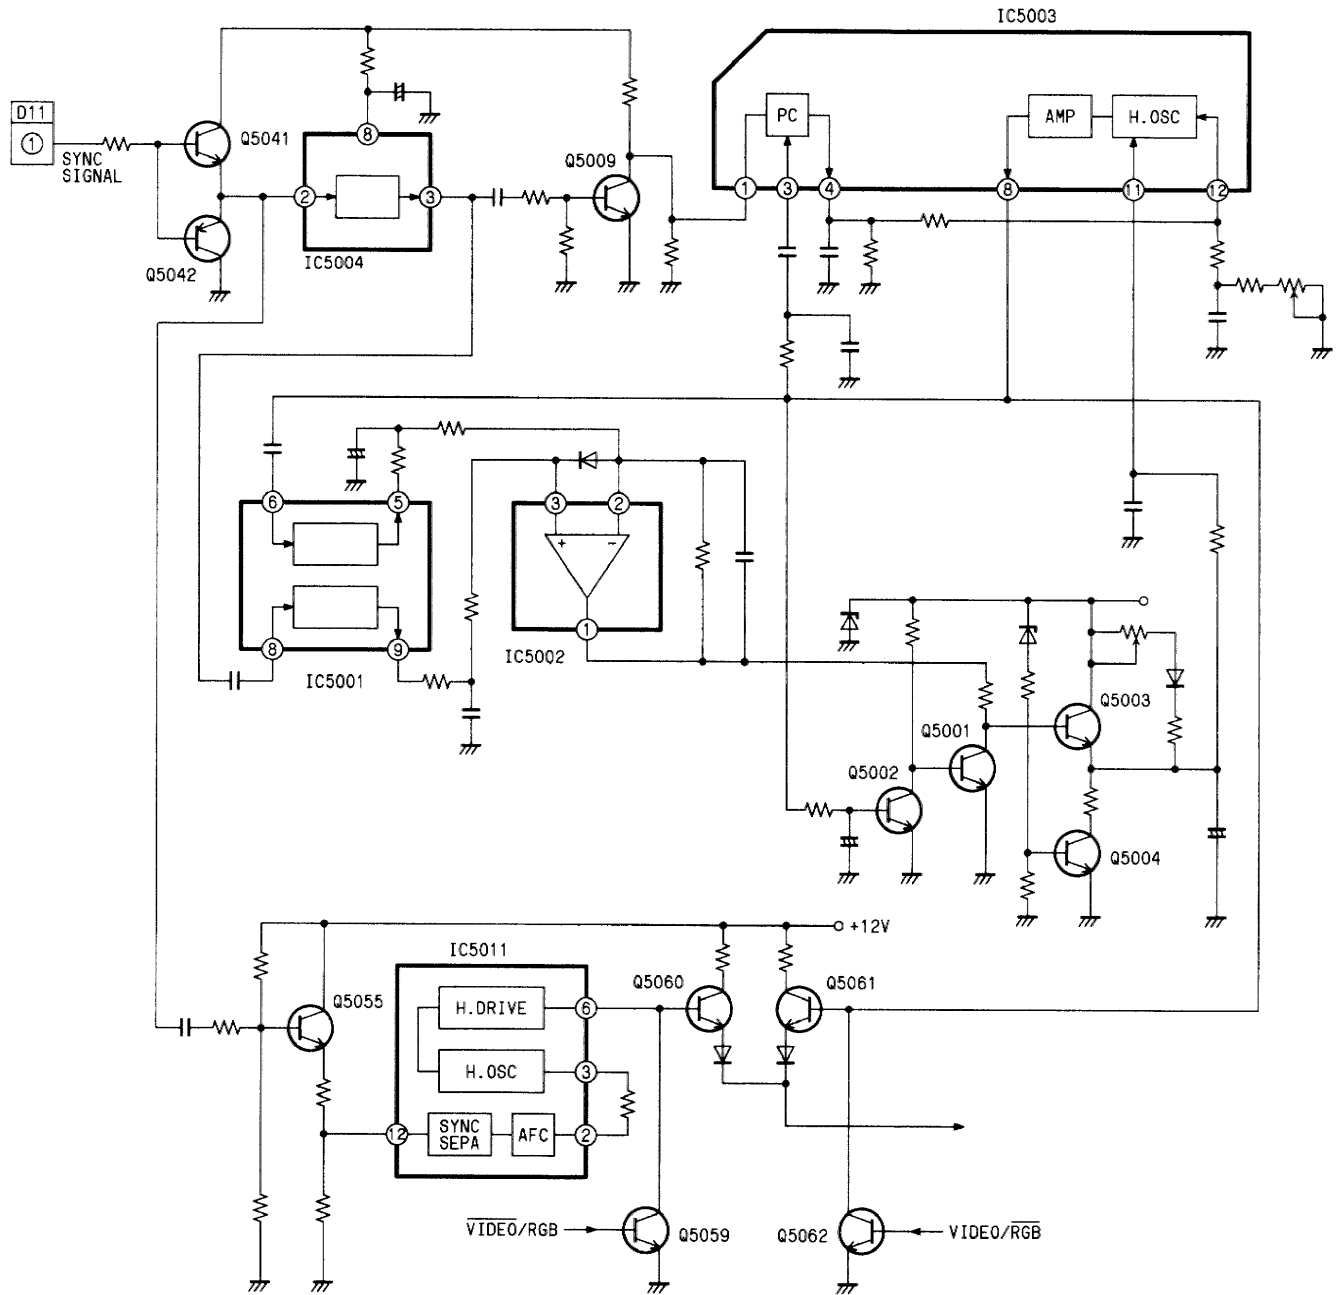 IC5003
D11
1
SYNC
SIGNAL
Q5041
Q5042
8
2
3
IC5004
Q5009
PC
AMP
H.OSC
1
3
4
8
11
12
6
5
8
9
IC5001
3
2
+
−
1
IC5002
Q5003
Q5001
Q5002
Q5004
+12V
IC5011
Q5055
H.DRIVE
6
H.OSC
3
12
SYNC
SEPA
AFC
2
Q5060
Q5061
V̅I̅D̅E̅O̅/RGB
Q5059
Q5062
VIDEO/R̅G̅B̅